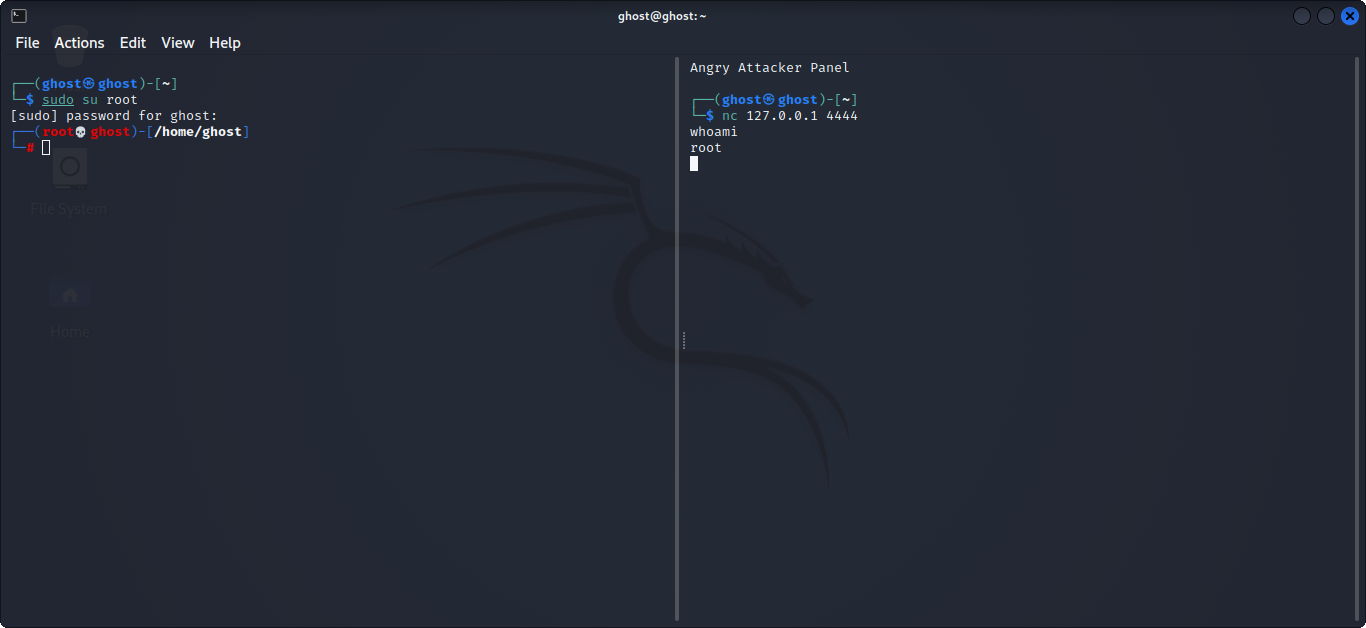 ghost@ghost: ~
File Actions Edit View Help
┌──(ghost㉿ghost)-[~]
└─$ sudo su root
[sudo] password for ghost:
┌──(root💀ghost)-[/home/ghost]
└─#
File System
Home
Angry Attacker Panel
┌──(ghost㉿ghost)-[~]
└─$ nc 127.0.0.1 4444
whoami
root